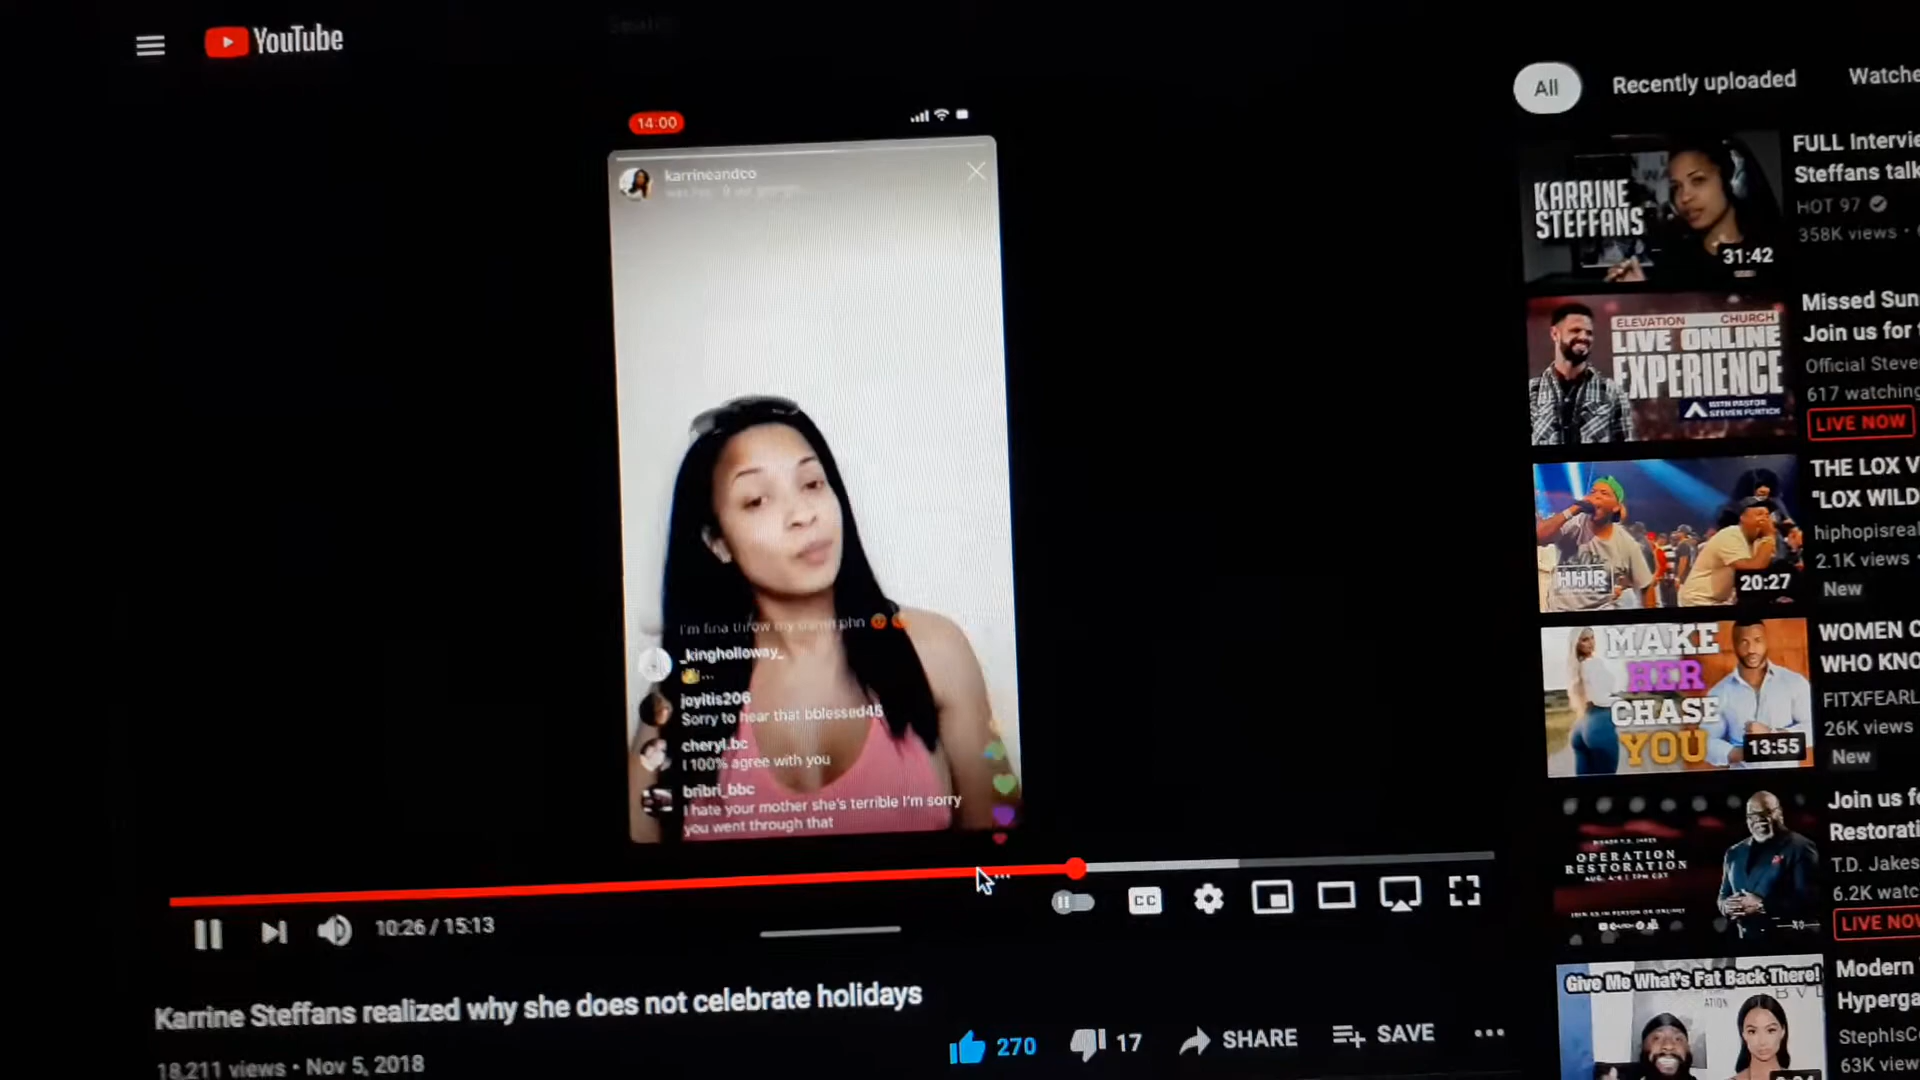 YouTube
14:00
karrineandco
I'm fina throw my damn phn
_kingholloway_
...
joyitis206
Sorry to hear that bblessed45
cheryl.bc
I 100% agree with you
bribri_bbc
I hate your mother she's terrible I'm sorry
you went through that
10:26 / 15:13
CC
Karrine Steffans realized why she does not celebrate holidays
18,211 views • Nov 5, 2018
270
17
SHARE
SAVE
All
Recently uploaded
Watche
KARRINE
STEFFANS
31:42
FULL Intervie
Steffans talk
HOT 97
358K views •
ELEVATION CHURCH
LIVE ONLINE
EXPERIENCE
WITH PASTOR
STEVEN FURTICK
Missed Sun
Join us for t
Official Steve
617 watching
LIVE NOW
HHIR
20:27
THE LOX V
"LOX WILD
hiphopisreal
2.1K views •
New
MAKE
HER
CHASE
YOU
13:55
WOMEN C
WHO KNO
FITXFEARL
26K views
New
OPERATION
RESTORATION
Join us fo
Restorati
T.D. Jakes
6.2K watc
LIVE NOW
Give Me What's Fat Back There!
Modern
Hyperga
StephIsCo
63K views